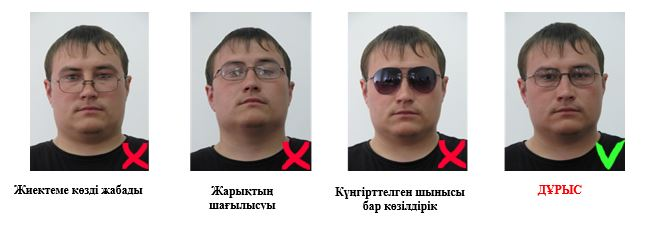 Жиектеме көзді жабады
Жарықтың
шағылысуы
Күңгірттелген шынысы
бар көзілдірік
ДҰРЫС